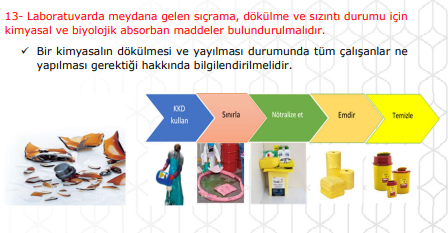 13- Laboratuvarda meydana gelen sıçrama, dökülme ve sızıntı durumu için
kimyasal ve biyolojik absorban maddeler bulundurulmalıdır.
✓ Bir kimyasalın dökülmesi ve yayılması durumunda tüm çalışanlar ne
yapılması gerektiği hakkında bilgilendirilmelidir.
KKD
kullan
Sınırla
Nötralize et
Emdir
Temizle